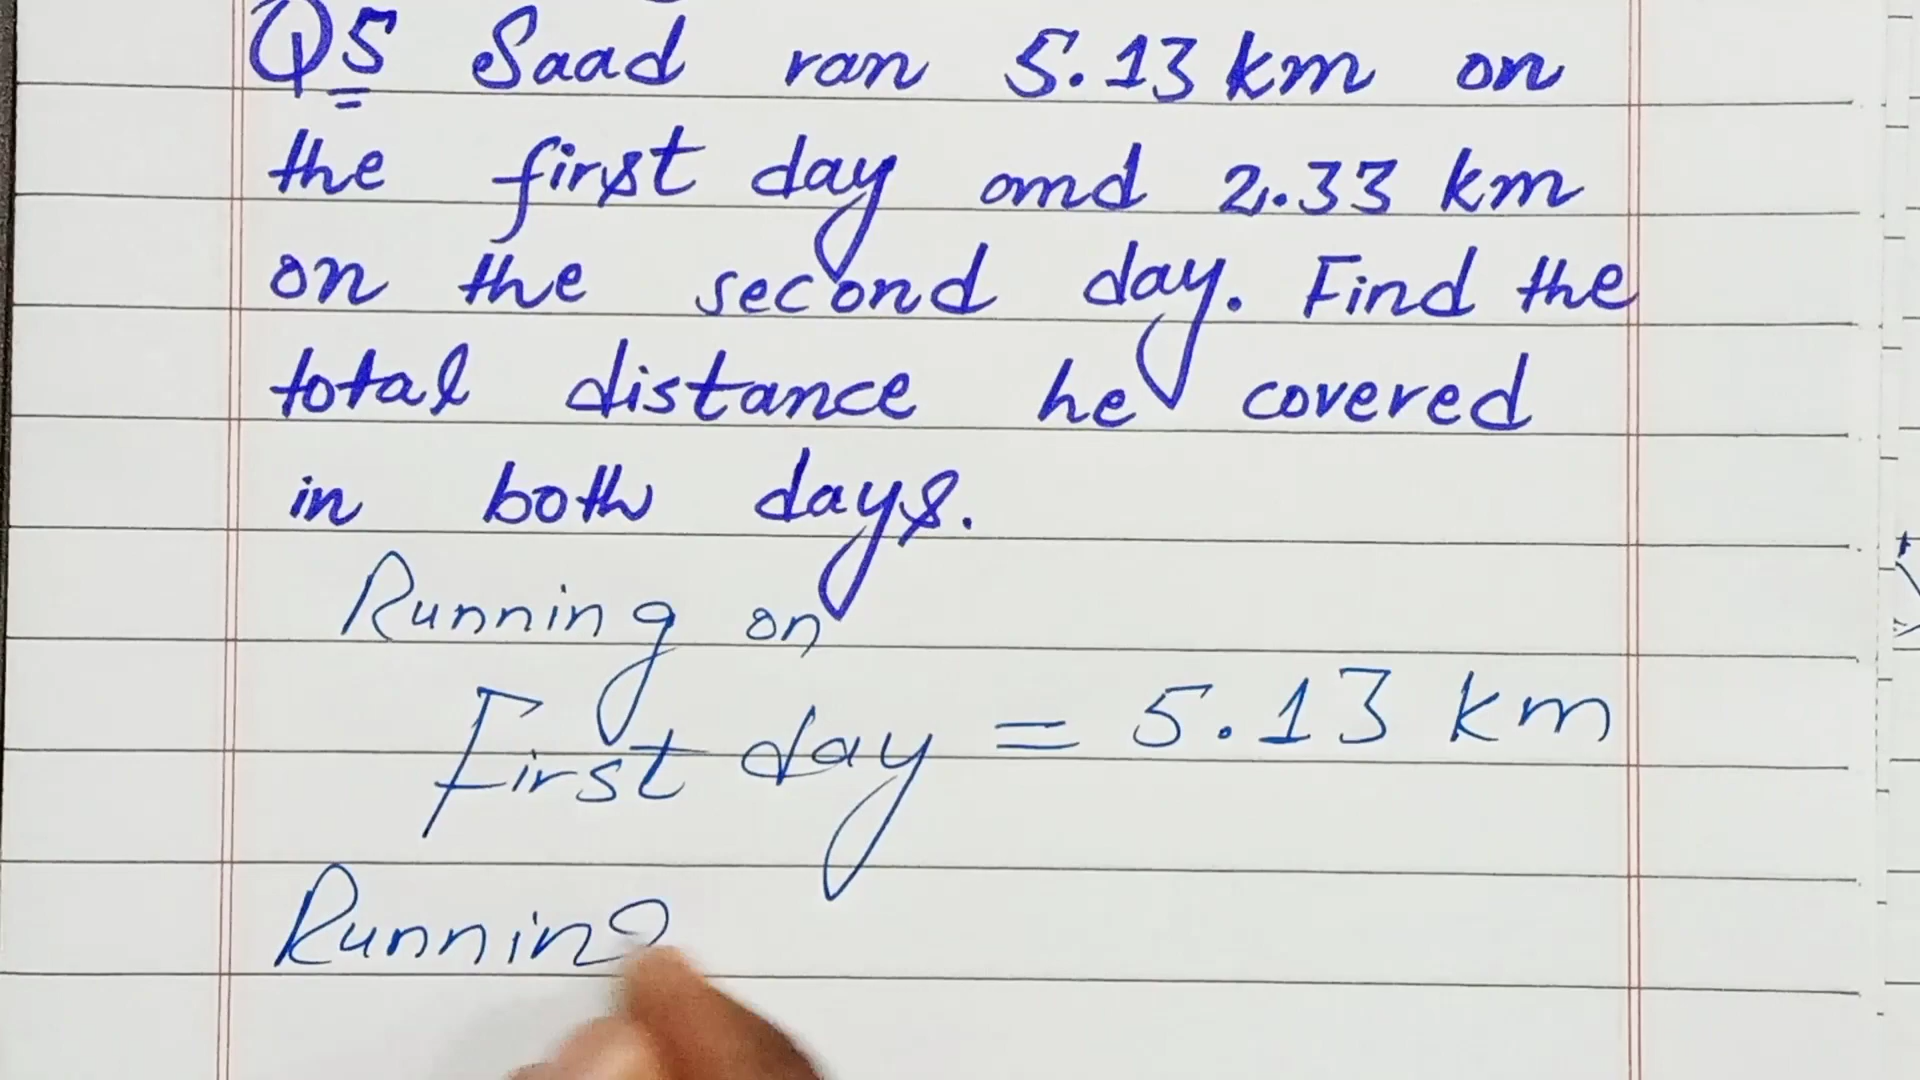 Q5 Saad ran 5.13 km on
the first day and 2.33 km
on the second day. Find the
total distance he covered
in both days.
Running on
First day = 5.13 km
Running